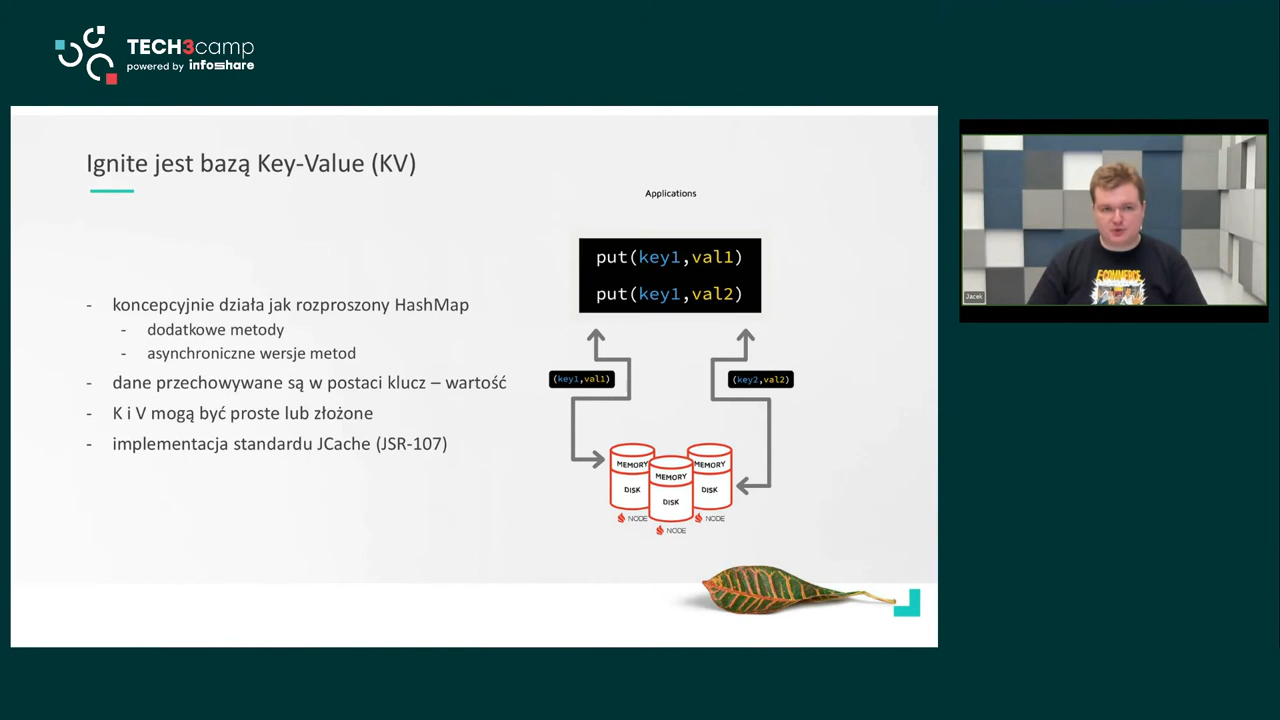 TECH3camp
powered by infoshare
Ignite jest bazą Key-Value (KV)
- koncepcyjnie działa jak rozproszony HashMap
- dodatkowe metody
- asynchroniczne wersje metod
- dane przechowywane są w postaci klucz – wartość
- K i V mogą być proste lub złożone
- implementacja standardu JCache (JSR-107)
Applications
put(key1,val1)
put(key1,val2)
(key1,val1)
(key2,val2)
MEMORY
DISK
NODE
MEMORY
DISK
NODE
MEMORY
DISK
NODE
Jacek
E-COMMERCE